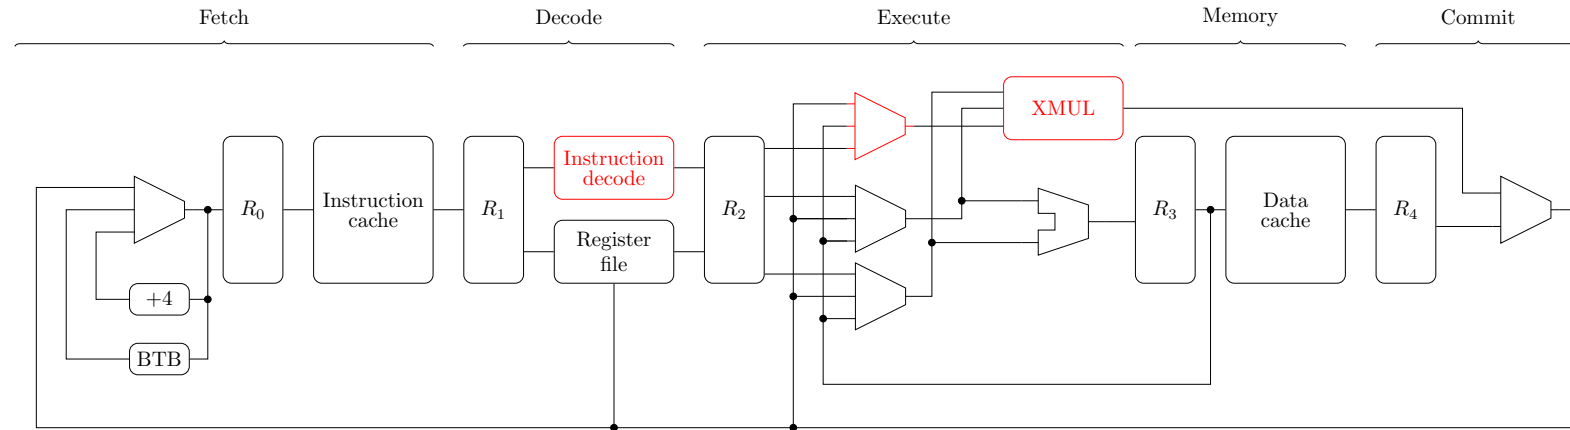 Fetch
Decode
Execute
Memory
Commit
XMUL
Instruction
decode
R0
Instruction
cache
R1
Register
file
R2
R3
Data
cache
R4
+4
BTB